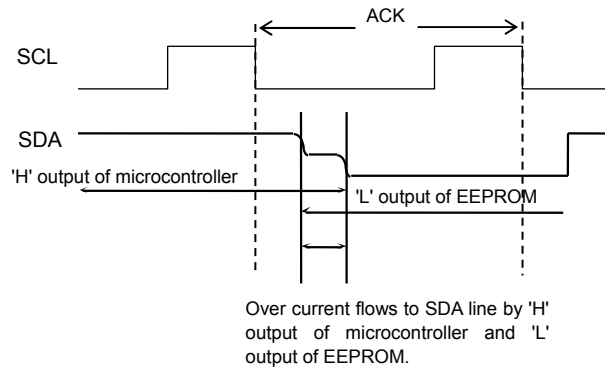 ACK
SCL
SDA
'H' output of microcontroller
'L' output of EEPROM
Over current flows to SDA line by 'H'
output of microcontroller and 'L'
output of EEPROM.